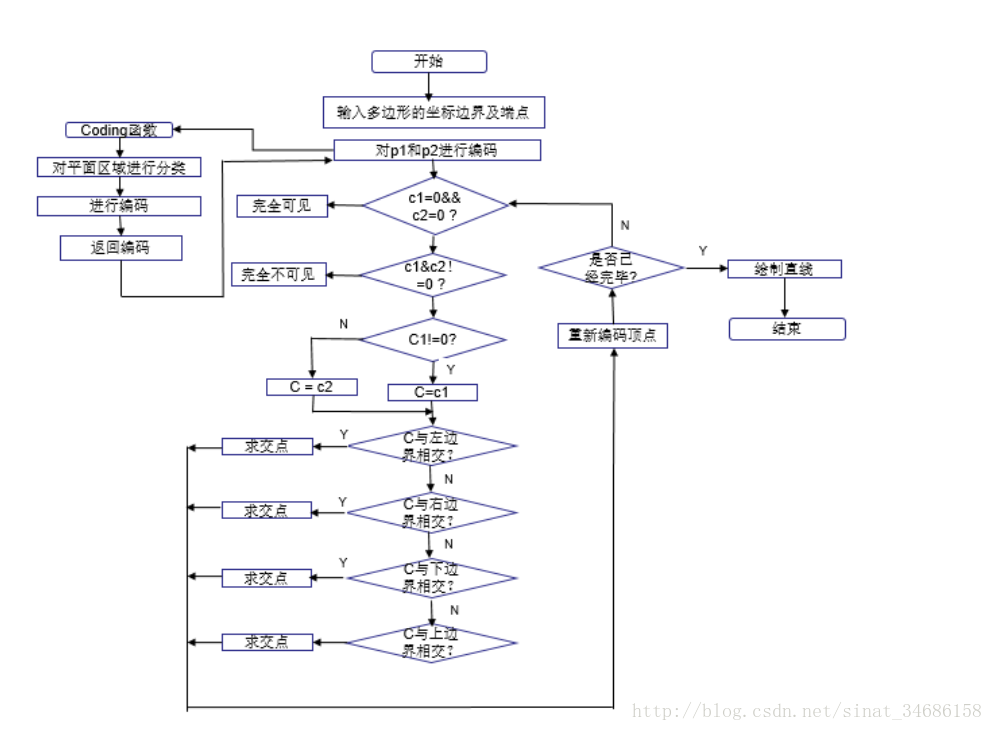 开始
输入多边形的坐标边界及端点
Coding函数
对p1和p2进行编码
对平面区域进行分类
进行编码
返回编码
完全可见
c1=0&&
c2=0？
完全不可见
c1&c2！
=0？
N
是否已
经完毕？
Y
绘制直线
结束
重新编码顶点
N
C1!=0?
Y
C = c2
C=c1
Y
求交点
C与左边
界相交？
N
Y
求交点
C与右边
界相交？
N
Y
求交点
C与下边
界相交？
N
求交点
C与上边
界相交？
http://blog.csdn.net/sinat_34686158